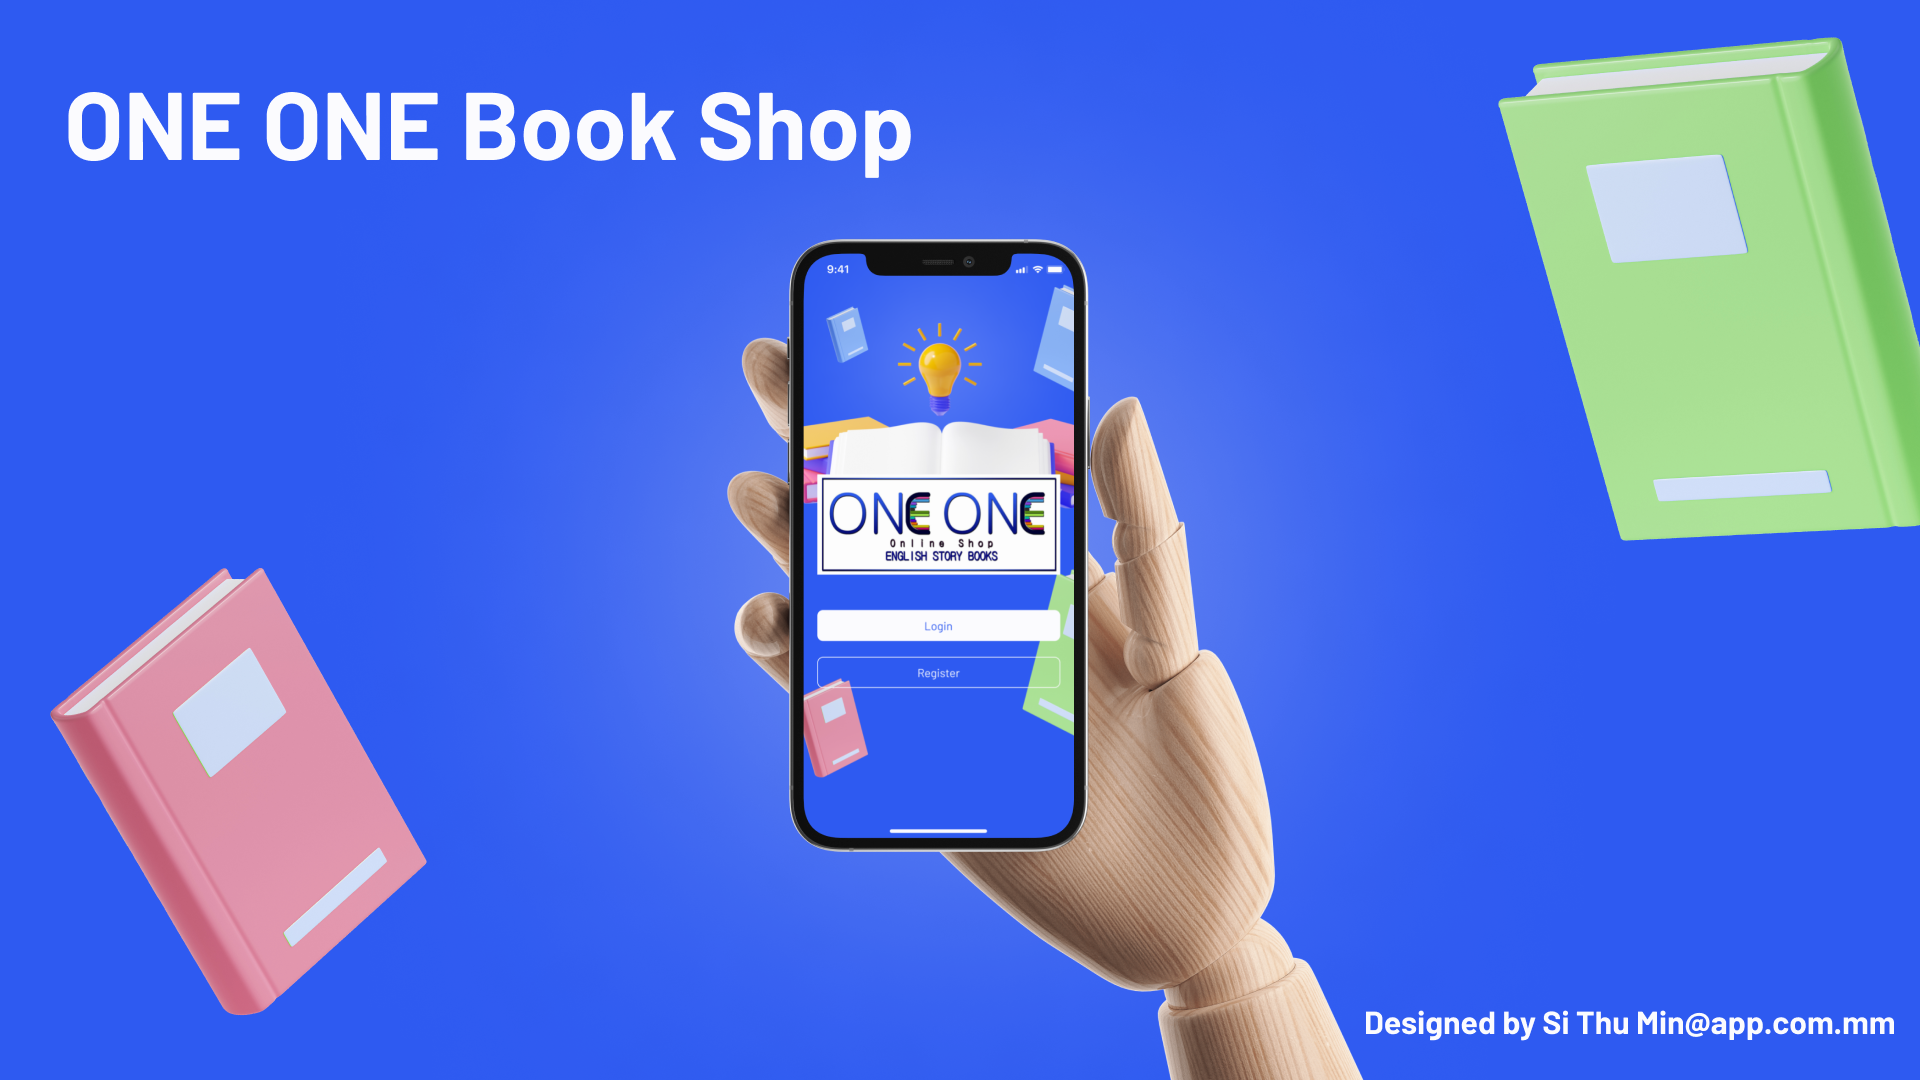 ONE ONE Book Shop
9:41
ONE ONE
Online Shop
ENGLISH STORY BOOKS
Login
Register
Designed by Si Thu Min@app.com.mm